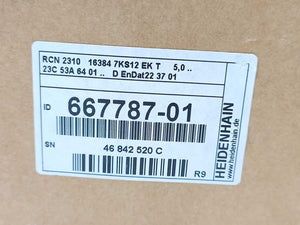 RCN 2310 16384 7KS12 EK T 5,0 ..
23C 53A 64 01 .. D EnDat22 37 01
ID 667787-01
SN 46 842 520 C
R9
HEIDENHAIN
www.heidenhain.de